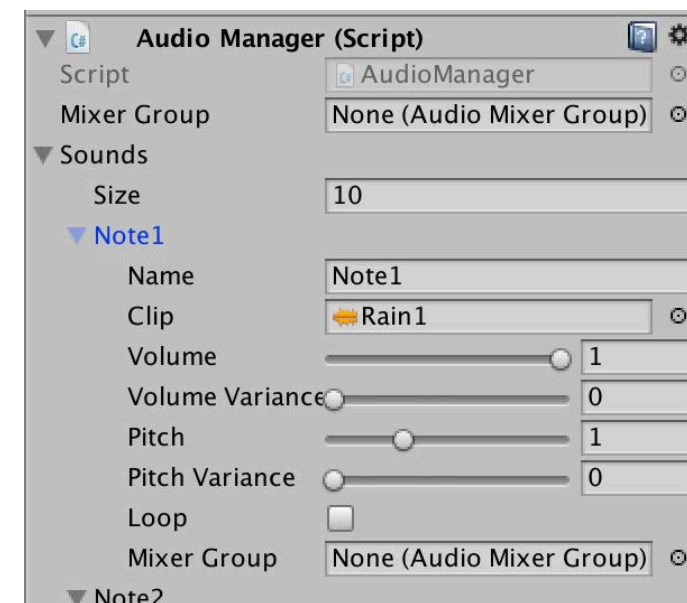 Audio Manager (Script)
Script AudioManager
Mixer Group None (Audio Mixer Group)
Sounds
Size 10
Note1
Name Note1
Clip Rain1
Volume 1
Volume Variance 0
Pitch 1
Pitch Variance 0
Loop
Mixer Group None (Audio Mixer Group)
Note2